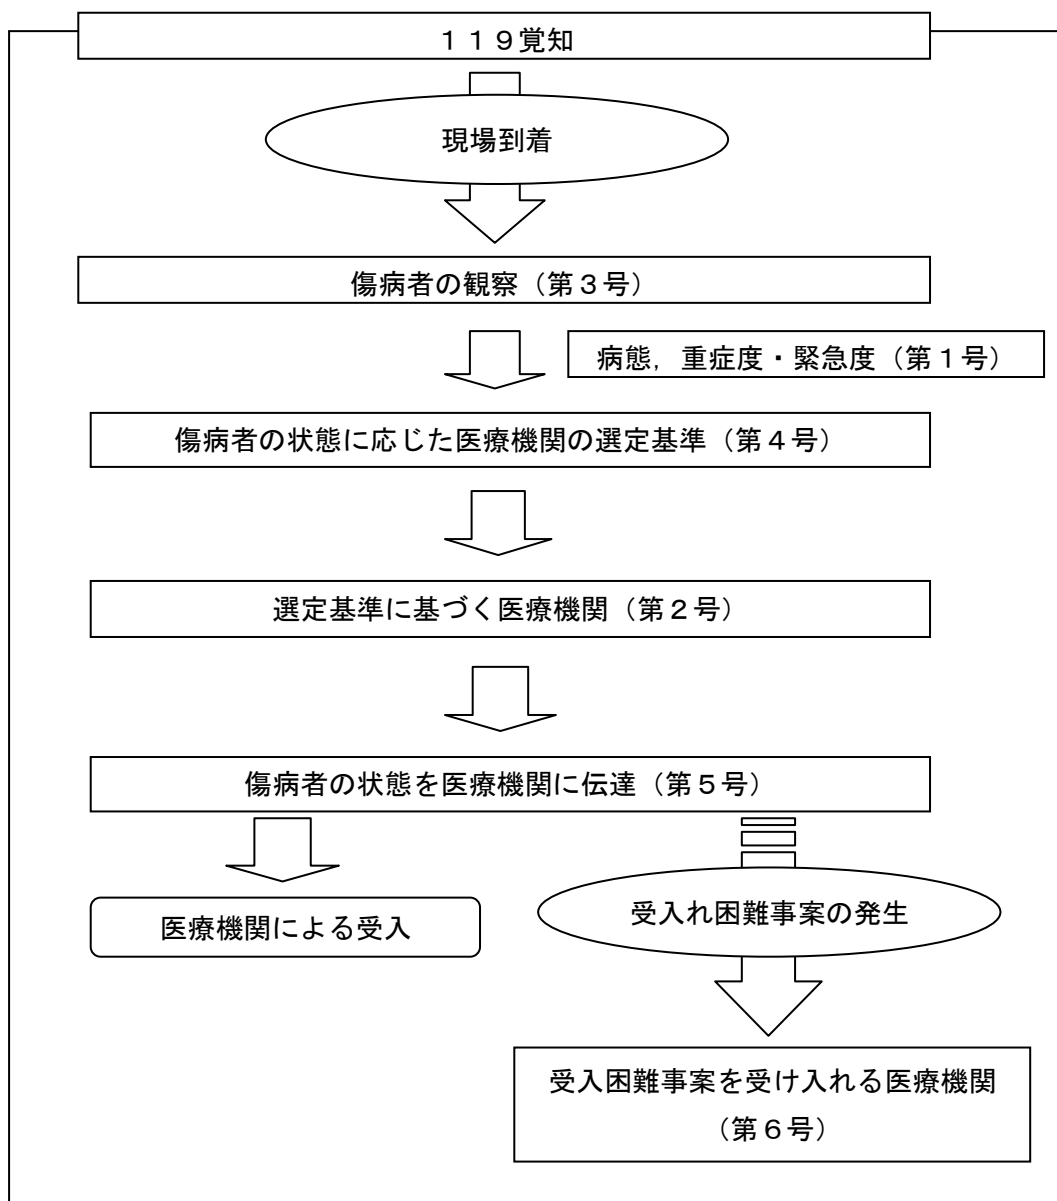 １１９覚知
現場到着
傷病者の観察（第３号）
病態，重症度・緊急度（第１号）
傷病者の状態に応じた医療機関の選定基準（第４号）
選定基準に基づく医療機関（第２号）
傷病者の状態を医療機関に伝達（第５号）
医療機関による受入
受入れ困難事案の発生
受入困難事案を受け入れる医療機関
（第６号）